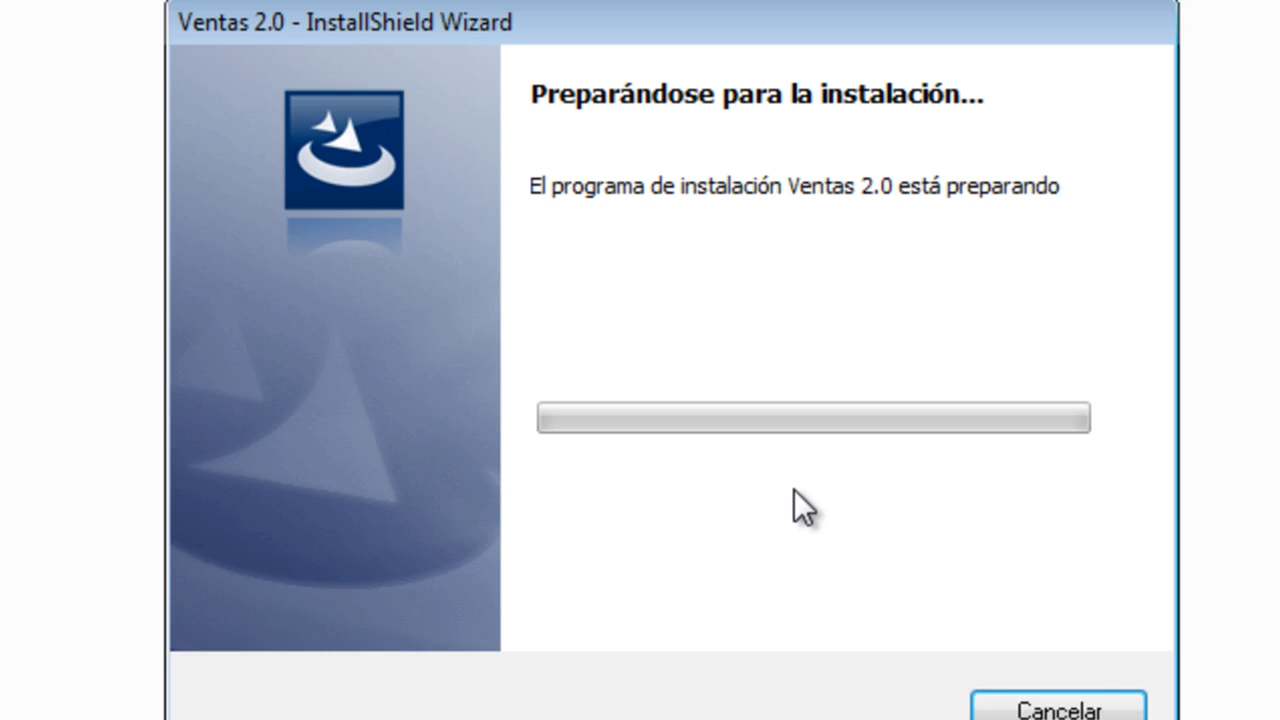 Ventas 2.0 - InstallShield Wizard
Preparándose para la instalación...
El programa de instalación Ventas 2.0 está preparando
Cancelar